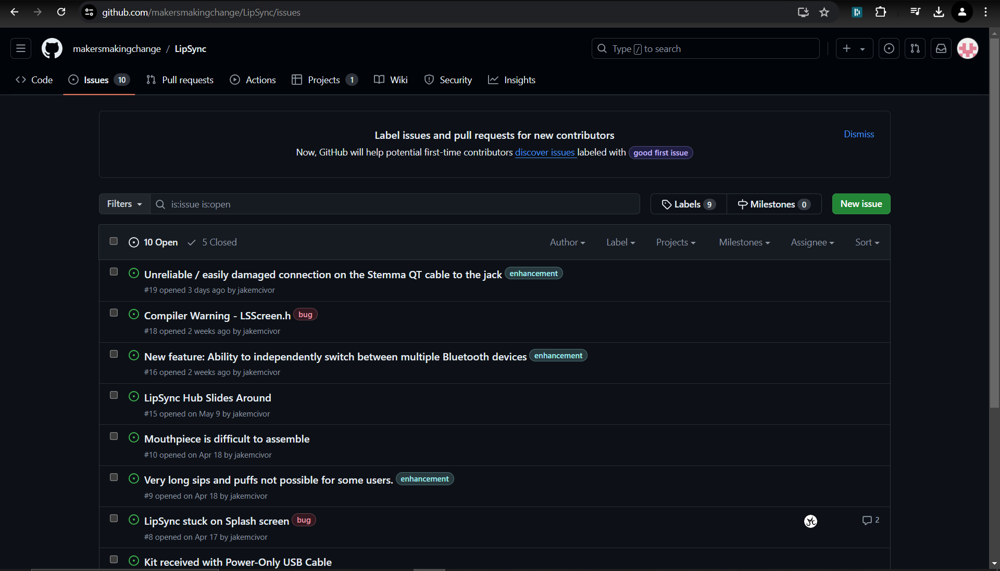 github.com/makersmakingchange/LipSync/issues
makersmakingchange / LipSync
Type / to search
Code
Issues 10
Pull requests
Actions
Projects 1
Wiki
Security
Insights
Label issues and pull requests for new contributors
Dismiss
Now, GitHub will help potential first-time contributors discover issues labeled with good first issue
Filters
is:issue is:open
Labels 9
Milestones 0
New issue
10 Open
5 Closed
Author
Label
Projects
Milestones
Assignee
Sort
Unreliable / easily damaged connection on the Stemma QT cable to the jack enhancement
#19 opened 3 days ago by jakemcivor
Compiler Warning - LSScreen.h bug
#18 opened 2 weeks ago by jakemcivor
New feature: Ability to independently switch between multiple Bluetooth devices enhancement
#16 opened 2 weeks ago by jakemcivor
LipSync Hub Slides Around
#15 opened on May 9 by jakemcivor
Mouthpiece is difficult to assemble
#10 opened on Apr 18 by jakemcivor
Very long sips and puffs not possible for some users. enhancement
#9 opened on Apr 18 by jakemcivor
LipSync stuck on Splash screen bug
2
#8 opened on Apr 17 by jakemcivor
Kit received with Power-Only USB Cable